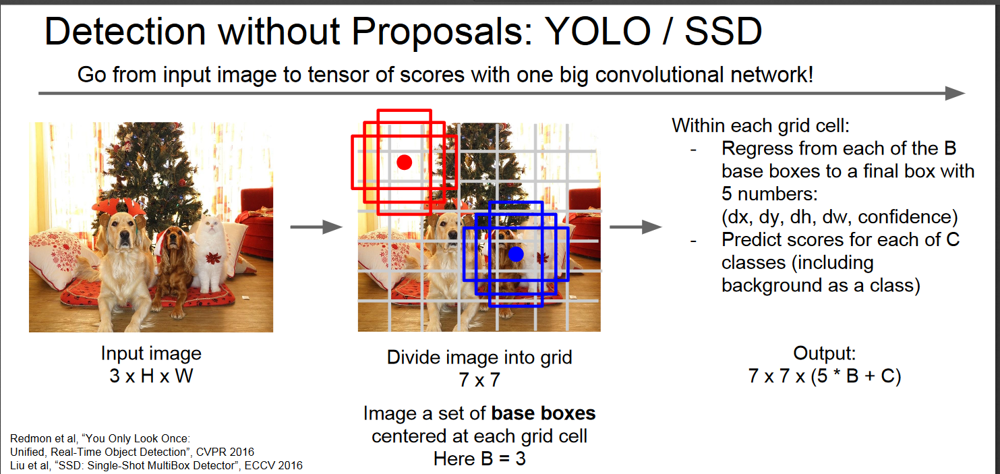 Detection without Proposals: YOLO / SSD
Go from input image to tensor of scores with one big convolutional network!
Input image
3 x H x W
Divide image into grid
7 x 7
Image a set of base boxes
centered at each grid cell
Here B = 3
Within each grid cell:
- Regress from each of the B
base boxes to a final box with
5 numbers:
(dx, dy, dh, dw, confidence)
- Predict scores for each of C
classes (including
background as a class)
Output:
7 x 7 x (5 * B + C)
Redmon et al, “You Only Look Once:
Unified, Real-Time Object Detection”, CVPR 2016
Liu et al, “SSD: Single-Shot MultiBox Detector”, ECCV 2016